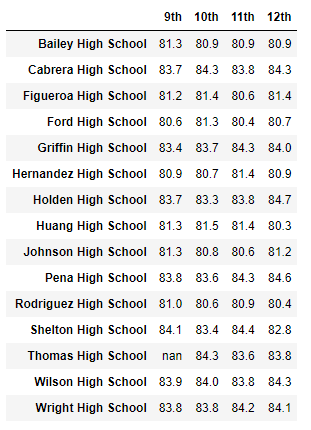 9th 10th 11th 12th
Bailey High School 81.3 80.9 80.9 80.9
Cabrera High School 83.7 84.3 83.8 84.3
Figueroa High School 81.2 81.4 80.6 81.4
Ford High School 80.6 81.3 80.4 80.7
Griffin High School 83.4 83.7 84.3 84.0
Hernandez High School 80.9 80.7 81.4 80.9
Holden High School 83.7 83.3 83.8 84.7
Huang High School 81.3 81.5 81.4 80.3
Johnson High School 81.3 80.8 80.6 81.2
Pena High School 83.8 83.6 84.3 84.6
Rodriguez High School 81.0 80.6 80.9 80.4
Shelton High School 84.1 83.4 84.4 82.8
Thomas High School nan 84.3 83.6 83.8
Wilson High School 83.9 84.0 83.8 84.3
Wright High School 83.8 83.8 84.2 84.1